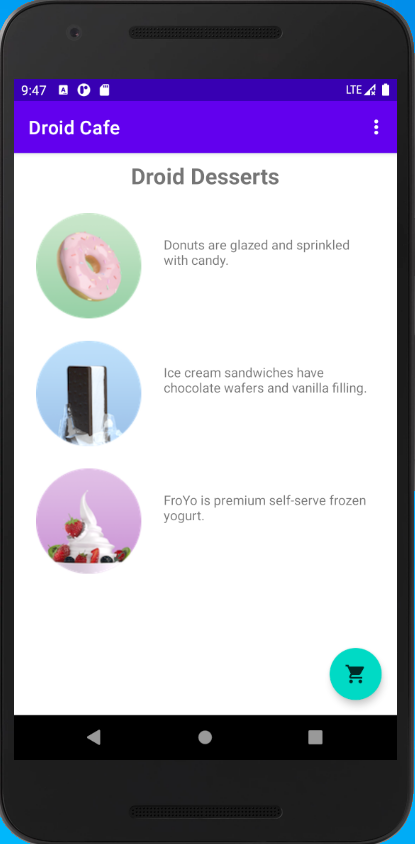 9:47
LTE
Droid Cafe
Droid Desserts
Donuts are glazed and sprinkled
with candy.
Ice cream sandwiches have
chocolate wafers and vanilla filling.
FroYo is premium self-serve frozen
yogurt.